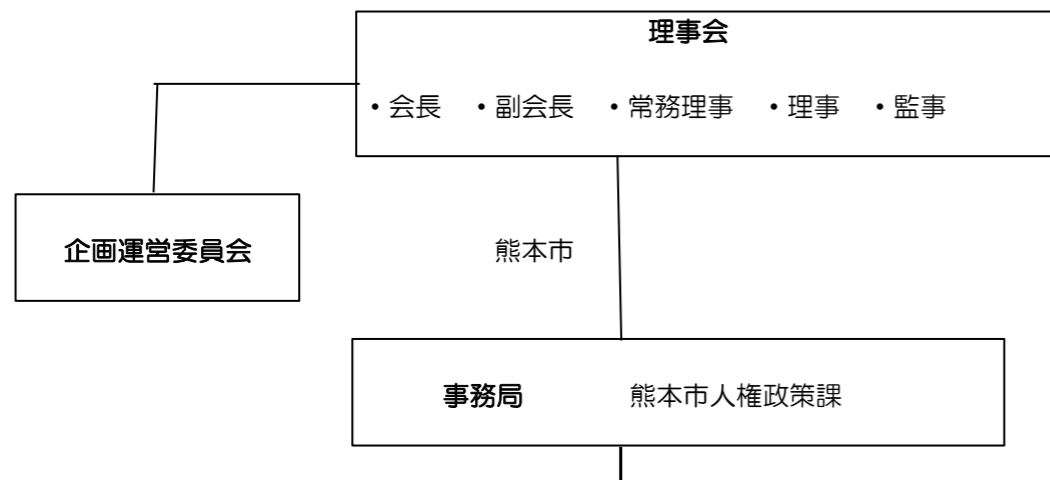 理事会
・会長　・副会長　・常務理事　・理事　・監事
企画運営委員会
熊本市
事務局　熊本市人権政策課